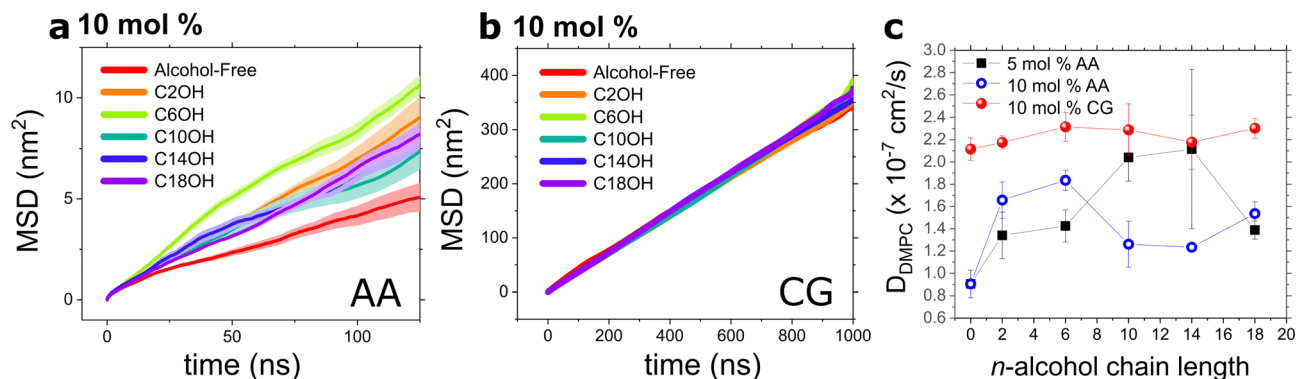 a 10 mol %
MSD (nm²)
10
5
0
Alcohol-Free
C2OH
C6OH
C10OH
C14OH
C18OH
AA
0
50
100
time (ns)
b 10 mol %
MSD (nm²)
400
300
200
100
0
Alcohol-Free
C2OH
C6OH
C10OH
C14OH
C18OH
CG
0
200
400
600
800
1000
time (ns)
c
D_DMPC (x 10⁻⁷ cm²/s)
3.0
2.8
2.6
2.4
2.2
2.0
1.8
1.6
1.4
1.2
1.0
0.8
0.6
5 mol % AA
10 mol % AA
10 mol % CG
0
2
4
6
8
10
12
14
16
18
20
n-alcohol chain length